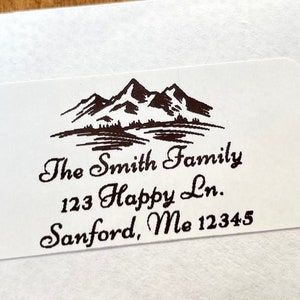 The Smith Family
123 Happy Ln.
Sanford, Me 12345